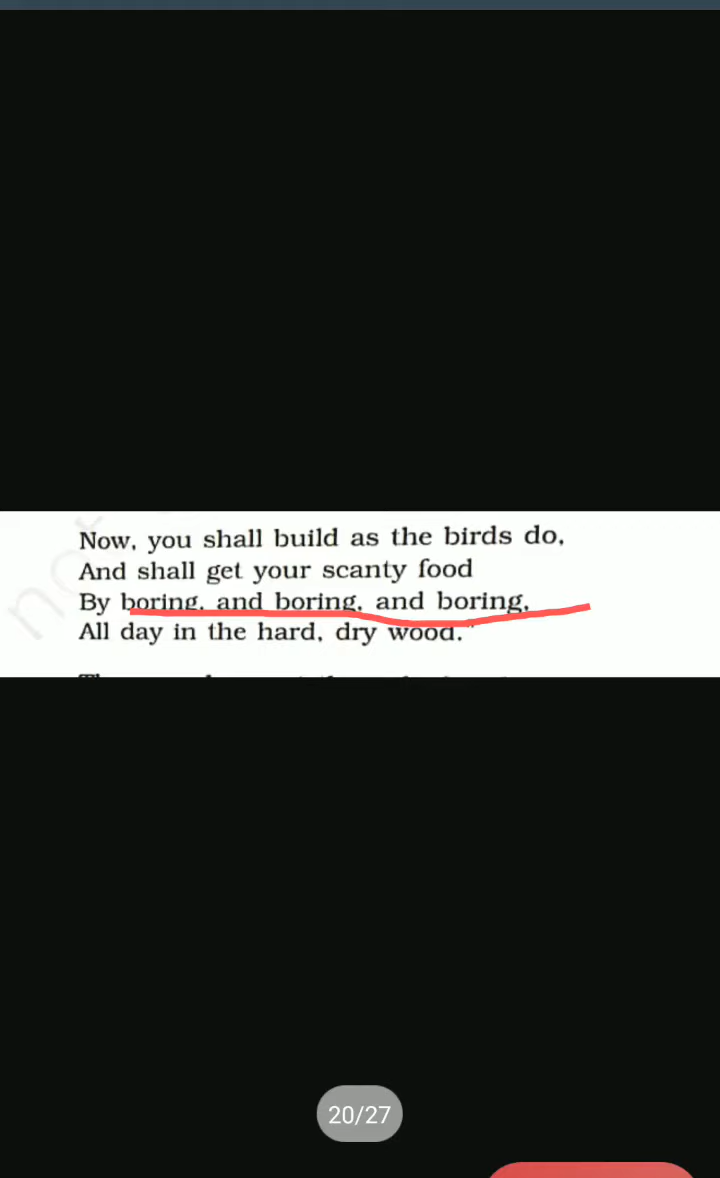 Now, you shall build as the birds do,
And shall get your scanty food
By boring, and boring, and boring,
All day in the hard, dry wood."
20/27